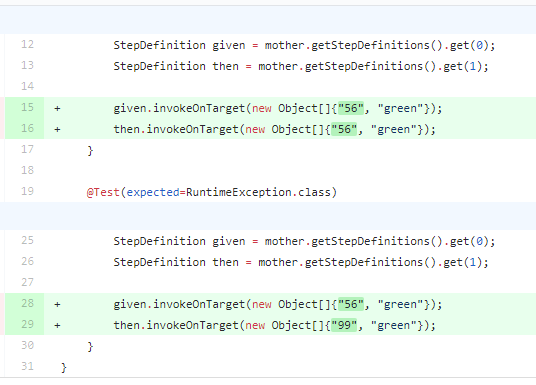 12 StepDefinition given = mother.getStepDefinitions().get(0);
13 StepDefinition then = mother.getStepDefinitions().get(1);
14
15 + given.invokeOnTarget(new Object[]{"56", "green"});
16 + then.invokeOnTarget(new Object[]{"56", "green"});
17 }
18
19 @Test(expected=RuntimeException.class)
25 StepDefinition given = mother.getStepDefinitions().get(0);
26 StepDefinition then = mother.getStepDefinitions().get(1);
27
28 + given.invokeOnTarget(new Object[]{"56", "green"});
29 + then.invokeOnTarget(new Object[]{"99", "green"});
30 }
31 }